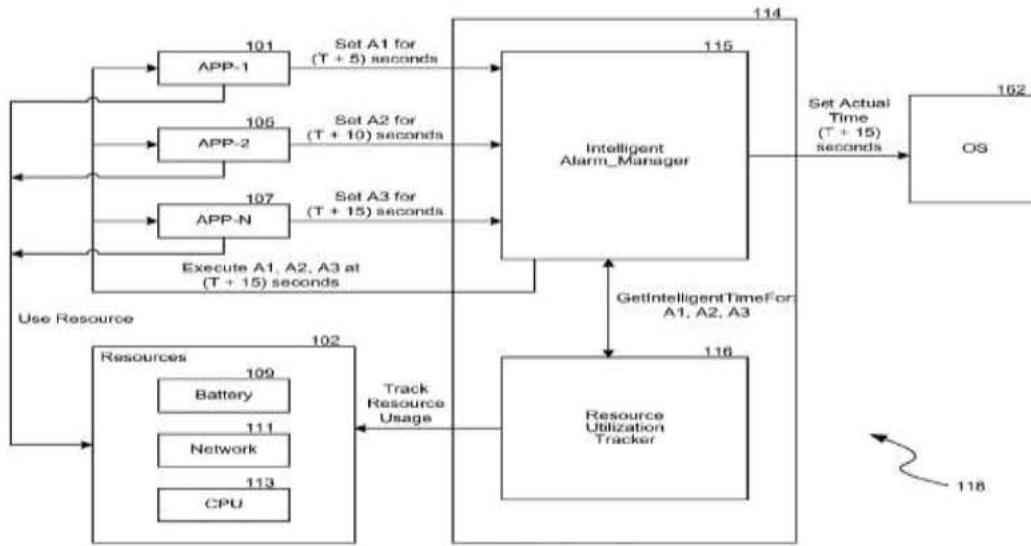 114
101
APP-1
Set A1 for
(T + 5) seconds
115
105
APP-2
Set A2 for
(T + 10) seconds
Intelligent
Alarm_Manager
Set Actual
Time
(T + 15)
seconds
162
OS
107
APP-N
Set A3 for
(T + 15) seconds
Execute A1, A2, A3 at
(T + 15) seconds
GetIntelligentTimeFor:
A1, A2, A3
Use Resource
102
Resources
109
Battery
111
Network
113
CPU
Track
Resource
Usage
116
Resource
Utilization
Tracker
118